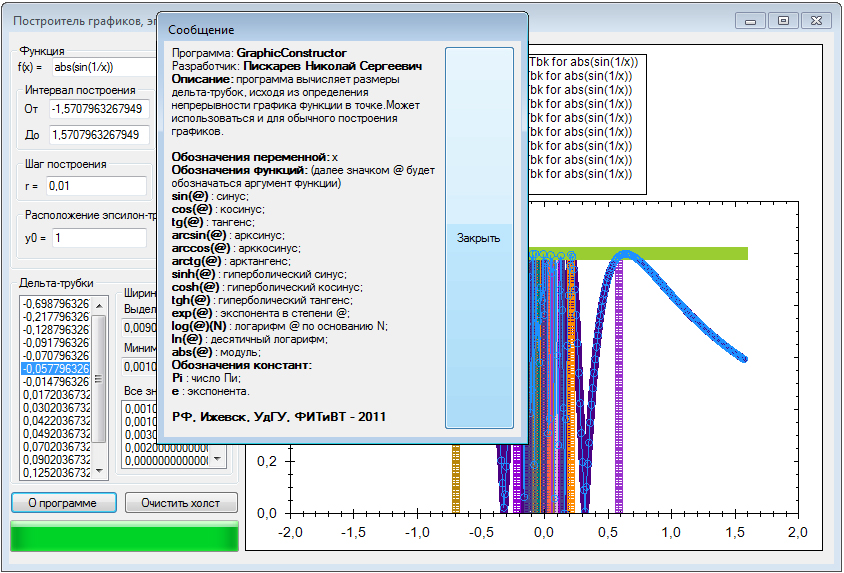 Построитель графиков, э
Функция
f(x) = abs(sin(1/x))
Интервал построения
От -1,5707963267949
До 1,5707963267949
Шаг построения
r = 0,01
Расположение эпсилон-тр
y0 = 1
Дельта-трубки
-0,698796326
-0,217796326
-0,128796326
-0,091796326
-0,070796326
-0,057796326
-0,014796326
0,0172036732
0,0302036732
0,0422036732
0,0492036732
0,0702036732
0,0902036732
0,1252036732
Ширин
Выдел
0,0090
Миним
0,0010
Все зн
0,0010
0,0010
0,0030
0,002000000000
0,000000000000
О программе
Очистить холст
Сообщение
Программа: GraphicConstructor
Разработчик: Пискарев Николай Сергеевич
Описание: программа вычисляет размеры
дельта-трубок, исходя из определения
непрерывности графика функции в точке.Может
использоваться и для обычного построения
графиков.
Обозначения переменной: x
Обозначения функций: (далее значком @ будет
обозначаться аргумент функции)
sin(@) : синус;
cos(@) : косинус;
tg(@) : тангенс;
arcsin(@) : арксинус;
arccos(@) : арккосинус;
arctg(@) : арктангенс;
sinh(@) : гиперболический синус;
cosh(@) : гиперболический косинус;
tgh(@) : гиперболический тангенс;
exp(@) : экспонента в степени @;
log(@)(N) : логарифм @ по основанию N;
ln(@) : десятичный логарифм;
abs(@) : модуль;
Обозначения констант:
Pi : число Пи;
e : экспонента.
РФ, Ижевск, УдГУ, ФИТиВТ - 2011
Закрыть
Tbk for abs(sin(1/x))
Tbk for abs(sin(1/x))
Tbk for abs(sin(1/x))
Tbk for abs(sin(1/x))
Tbk for abs(sin(1/x))
Tbk for abs(sin(1/x))
Tbk for abs(sin(1/x))
Tbk for abs(sin(1/x))
Tbk for abs(sin(1/x))
0,2
0,0
-2,0 -1,5 -1,0 -0,5 0,0 0,5 1,0 1,5 2,0